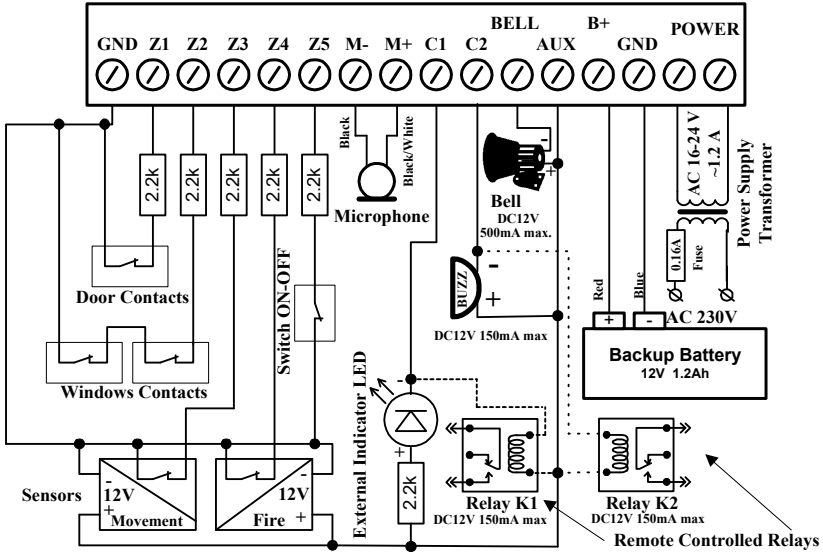 BELL
B+
POWER
GND Z1 Z2 Z3 Z4 Z5 M- M+ C1 C2 AUX GND
2.2k
2.2k
2.2k
2.2k
2.2k
Black
Black/White
Microphone
-
+
Bell
DC12V
500mA max.
AC 16-24 V
~1.2 A
Power Supply
Transformer
0.16A
Fuse
Red
Blue
AC 230V
+
-
Backup Battery
12V 1.2Ah
Door Contacts
Windows Contacts
Switch ON-OFF
BUZZ
-
+
DC12V 150mA max
External Indicator LED
-
+
2.2k
Sensors
-
12V
+
Movement
-
12V
Fire +
Relay K1
DC12V 150mA max
Relay K2
DC12V 150mA max
Remote Controlled Relays